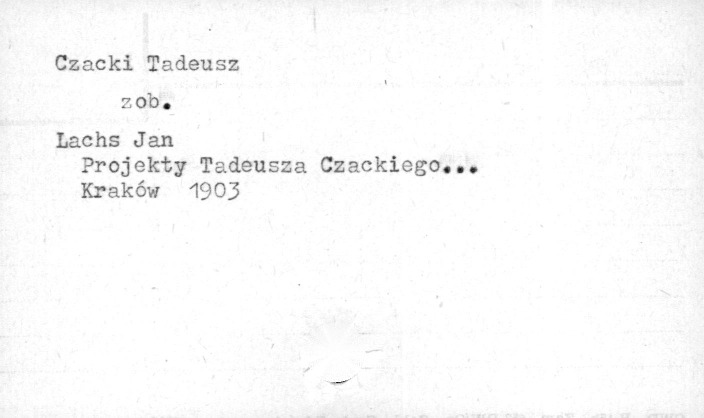 Czacki Tadeusz
zob.
Lachs Jan
Projekty Tadeusza Czackiego...
Kraków 1903